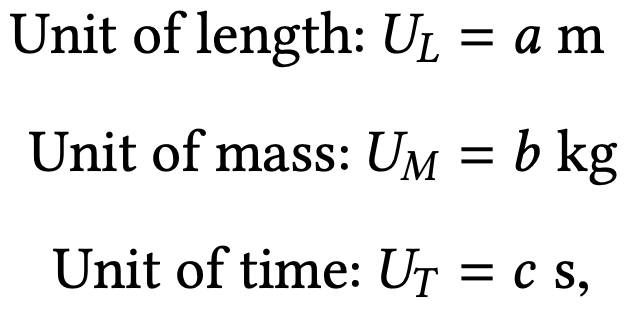 Unit of length: U_L = a m
Unit of mass: U_M = b kg
Unit of time: U_T = c s,